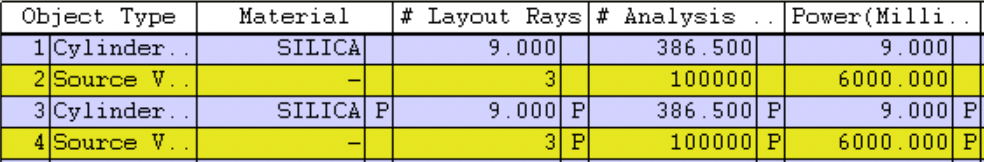 Object Type Material # Layout Rays # Analysis .. Power(Milli..
1 Cylinder.. SILICA 9.000 386.500 9.000
2 Source V.. - 3 100000 6000.000
3 Cylinder.. SILICA P 9.000 P 386.500 P 9.000 P
4 Source V.. - 3 P 100000 P 6000.000 P